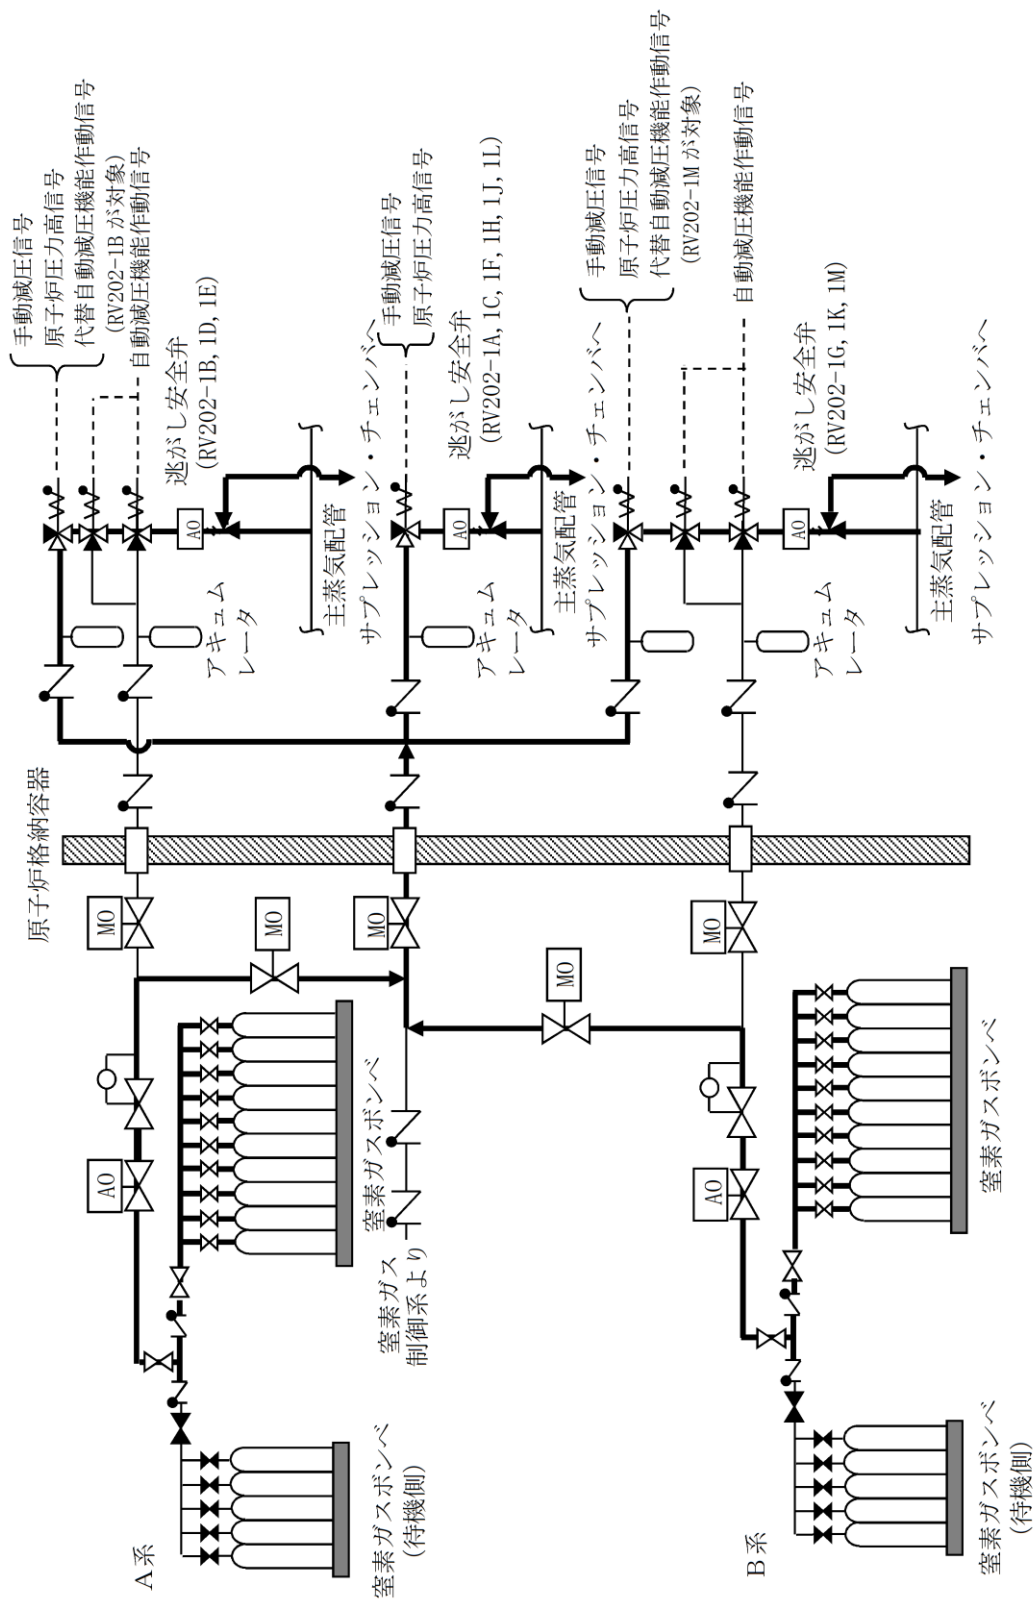 手動減圧信号
原子炉圧力高信号
代替自動減圧機能作動信号
(RV202-1B が対象)
自動減圧機能作動信号
逃がし安全弁
(RV202-1B, 1D, 1E)
AO
主蒸気配管
サプレッション・チェンバへ
アキュム
レータ
手動減圧信号
原子炉圧力高信号
逃がし安全弁
(RV202-1A, 1C, 1F, 1H, 1J, 1L)
AO
主蒸気配管
サプレッション・チェンバへ
アキュム
レータ
手動減圧信号
原子炉圧力高信号
代替自動減圧機能作動信号
(RV202-1M が対象)
自動減圧機能作動信号
逃がし安全弁
(RV202-1G, 1K, 1M)
AO
主蒸気配管
サプレッション・チェンバへ
アキュム
レータ
原子炉格納容器
MO
MO
MO
MO
MO
AO
AO
窒素ガスボンベ
窒素ガス
制御系より
窒素ガスボンベ
A系
窒素ガスボンベ
(待機側)
B系
窒素ガスボンベ
(待機側)